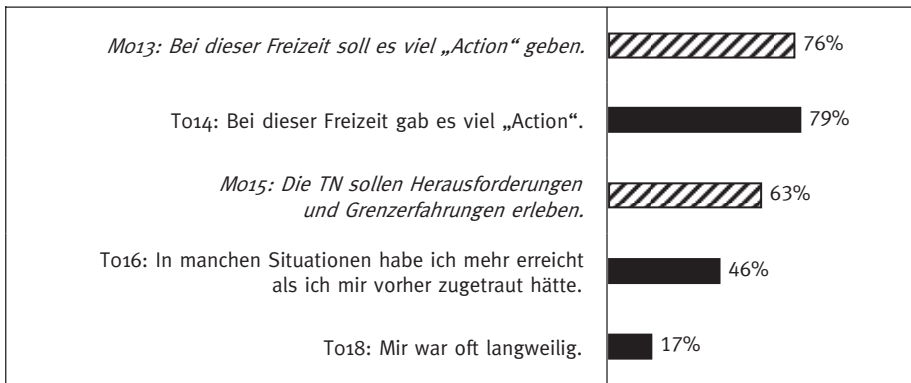 Mo13: Bei dieser Freizeit soll es viel „Action“ geben.
76%
To14: Bei dieser Freizeit gab es viel „Action“.
79%
Mo15: Die TN sollen Herausforderungen
und Grenzerfahrungen erleben.
63%
To16: In manchen Situationen habe ich mehr erreicht
als ich mir vorher zugetraut hätte.
46%
To18: Mir war oft langweilig.
17%